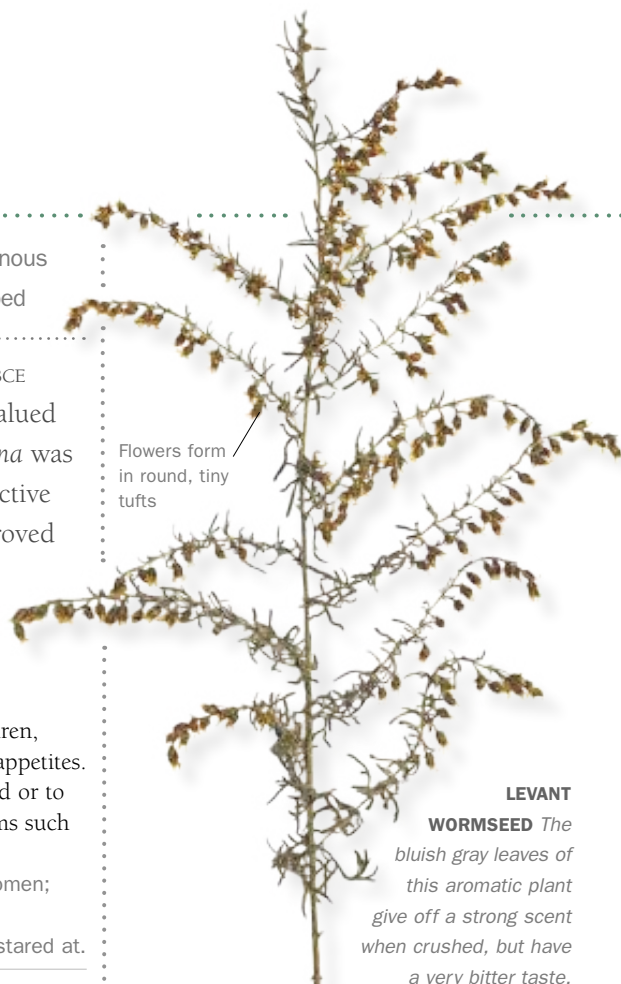 nous
ed
BCE
alued
na was
ctive
roved
Flowers form
in round, tiny
tufts
ren,
appetites.
d or to
ns such
omen;
stared at.
LEVANT
WORMSEED The
bluish gray leaves of
this aromatic plant
give off a strong scent
when crushed, but have
a very bitter taste.